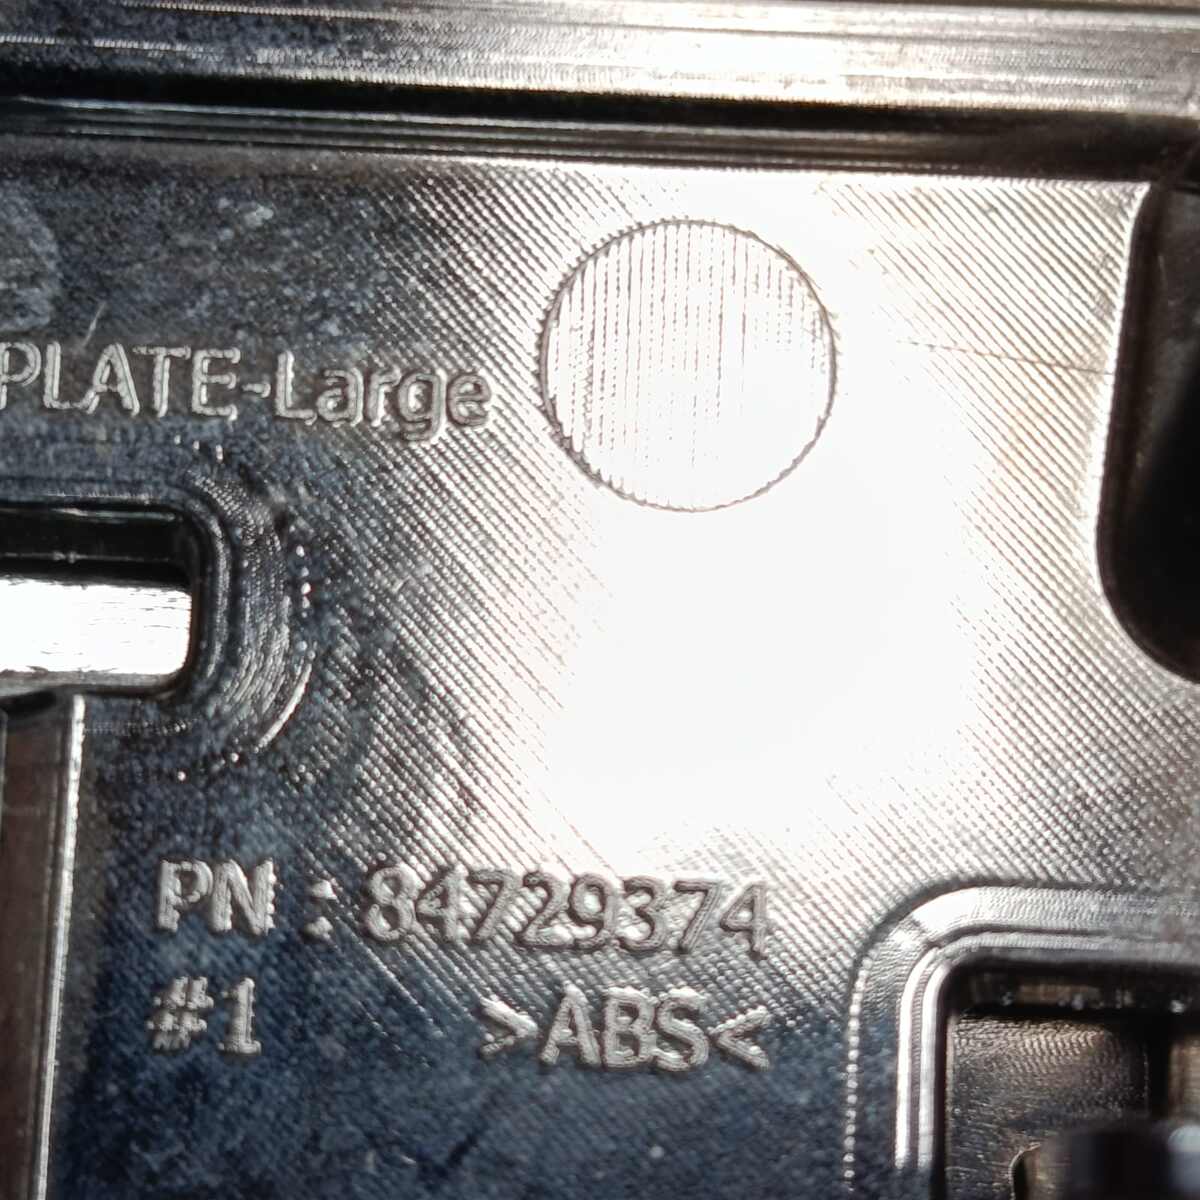 PLATE-Large
PN : 84729374
#1 >ABS<